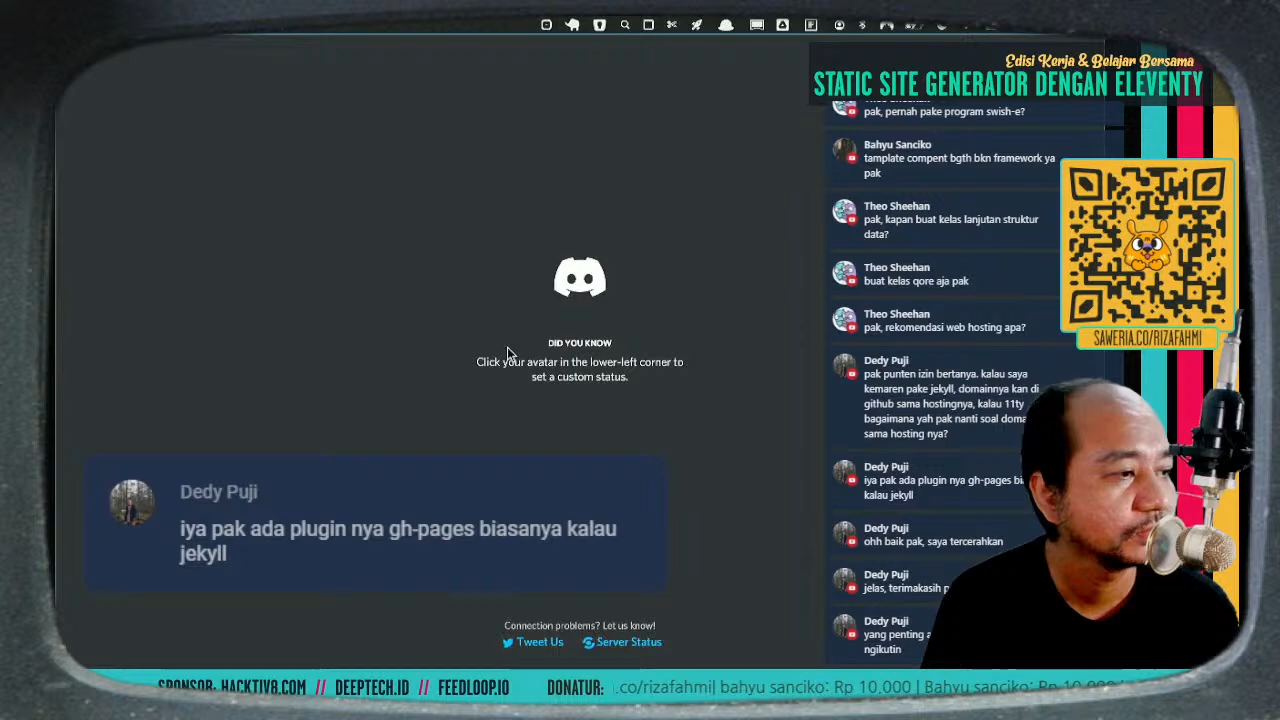 Edisi Kerja & Belajar Bersama
STATIC SITE GENERATOR DENGAN ELEVENTY
pak, pernah pake program swish-e?
Bahyu Sanciko
tamplate compent bgth bkn framework ya
pak
Theo Sheehan
pak, kapan buat kelas lanjutan struktur
data?
Theo Sheehan
buat kelas qore aja pak
Theo Sheehan
pak, rekomendasi web hosting apa?
Dedy Puji
pak punten izin bertanya. kalau saya
kemaren pake jekyll, domainnya kan di
github sama hostingnya, kalau 11ty
bagaimana yah pak nanti soal
sama hosting nya?
Dedy Puji
iya pak ada plugin nya gh-pages
kalau jekyll
Dedy Puji
ohh baik pak, saya tercerahkan
Dedy Puji
jelas, terimakasih
Dedy Puji
yang penting
ngikutin
SAWERIA.CO/RIZAFAHMI
DID YOU KNOW
Click your avatar in the lower-left corner to
set a custom status.
Dedy Puji
iya pak ada plugin nya gh-pages biasanya kalau
jekyll
Connection problems? Let us know!
Tweet Us Server Status
SPONSOR: HACKTIV8.COM // DEEPTECH.ID // FEEDLOOP.IO DONATUR: .co/rizafahmi| bahyu sanciko: Rp 10.000 | Bahyu sanciko: Rp 10.000